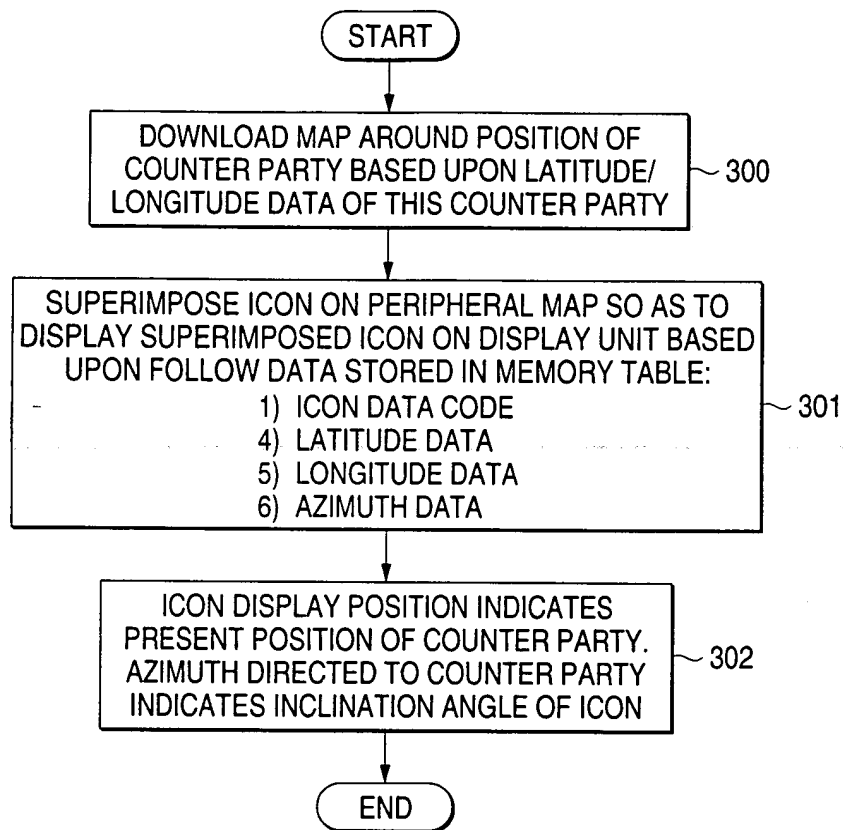 START
DOWNLOAD MAP AROUND POSITION OF
COUNTER PARTY BASED UPON LATITUDE/
LONGITUDE DATA OF THIS COUNTER PARTY
300
SUPERIMPOSE ICON ON PERIPHERAL MAP SO AS TO
DISPLAY SUPERIMPOSED ICON ON DISPLAY UNIT BASED
UPON FOLLOW DATA STORED IN MEMORY TABLE:
1) ICON DATA CODE
4) LATITUDE DATA
5) LONGITUDE DATA
6) AZIMUTH DATA
301
ICON DISPLAY POSITION INDICATES
PRESENT POSITION OF COUNTER PARTY.
AZIMUTH DIRECTED TO COUNTER PARTY
INDICATES INCLINATION ANGLE OF ICON
302
END